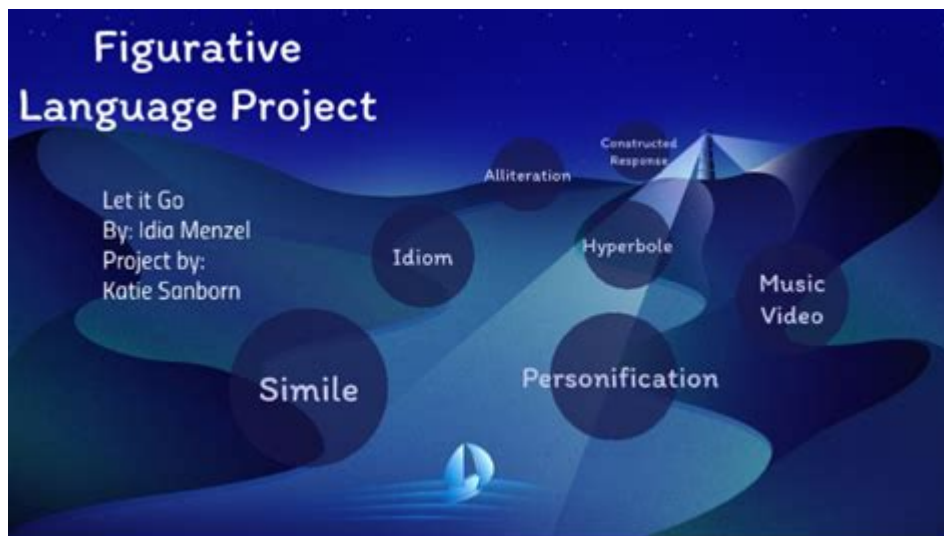 Figurative
Language Project
Let it Go
By: Idia Menzel
Project by:
Katie Sanborn
Constructed
Response
Alliteration
Idiom
Hyperbole
Music
Video
Simile
Personification